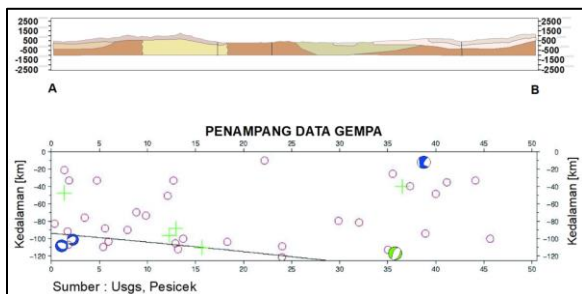 2500 2500
1500 1500
500 500
-500 -500
-1500 -1500
-2500 -2500
A B
PENAMPANG DATA GEMPA
0 5 10 15 20 25 30 35 40 45 50
Kedalaman [km] Kedalaman [km]
0 0
-20 -20
-40 -40
-60 -60
-80 -80
-100 -100
-120 -120
0 5 10 15 20 25 30 35 40 45 50
Sumber : Usgs, Pesicek